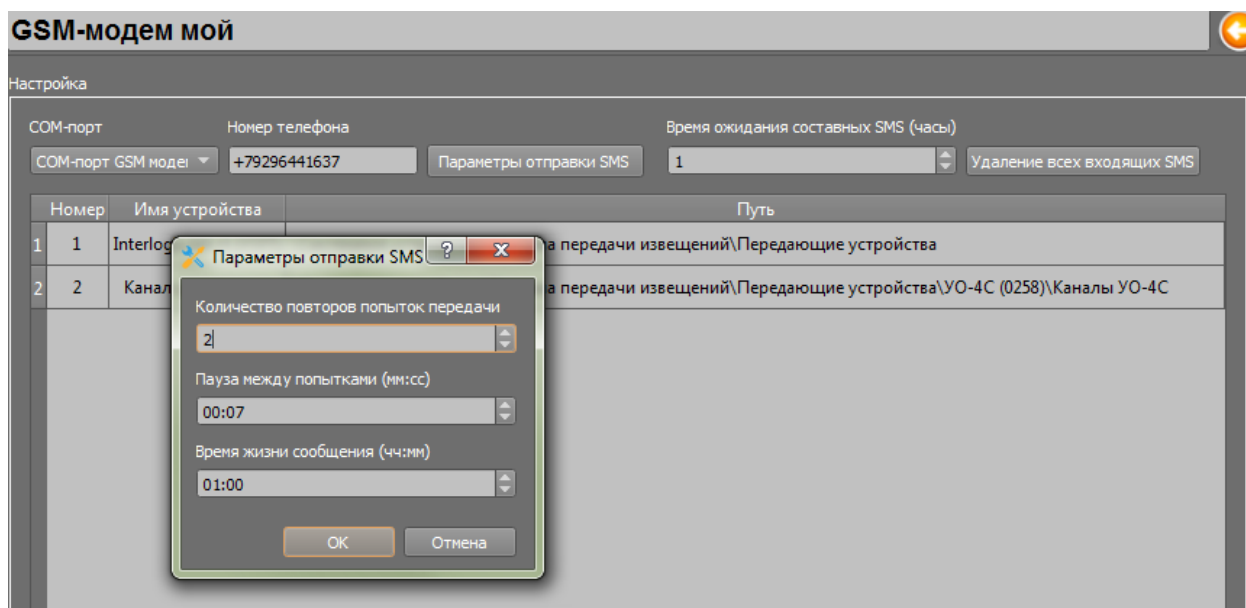 GSM-модем мой
Настройка
COM-порт
Номер телефона
Время ожидания составных SMS (часы)
COM-порт GSM модеі
+79296441637
Параметры отправки SMS
1
Удаление всех входящих SMS
Номер
Имя устройства
Путь
1 1 Interlog а передачи извещений\Передающие устройства
2 2 Канал а передачи извещений\Передающие устройства\УО-4С (0258)\Каналы УО-4С
Параметры отправки SMS
Количество повторов попыток передачи
2
Пауза между попытками (мм:сс)
00:07
Время жизни сообщения (чч:мм)
01:00
OK
Отмена